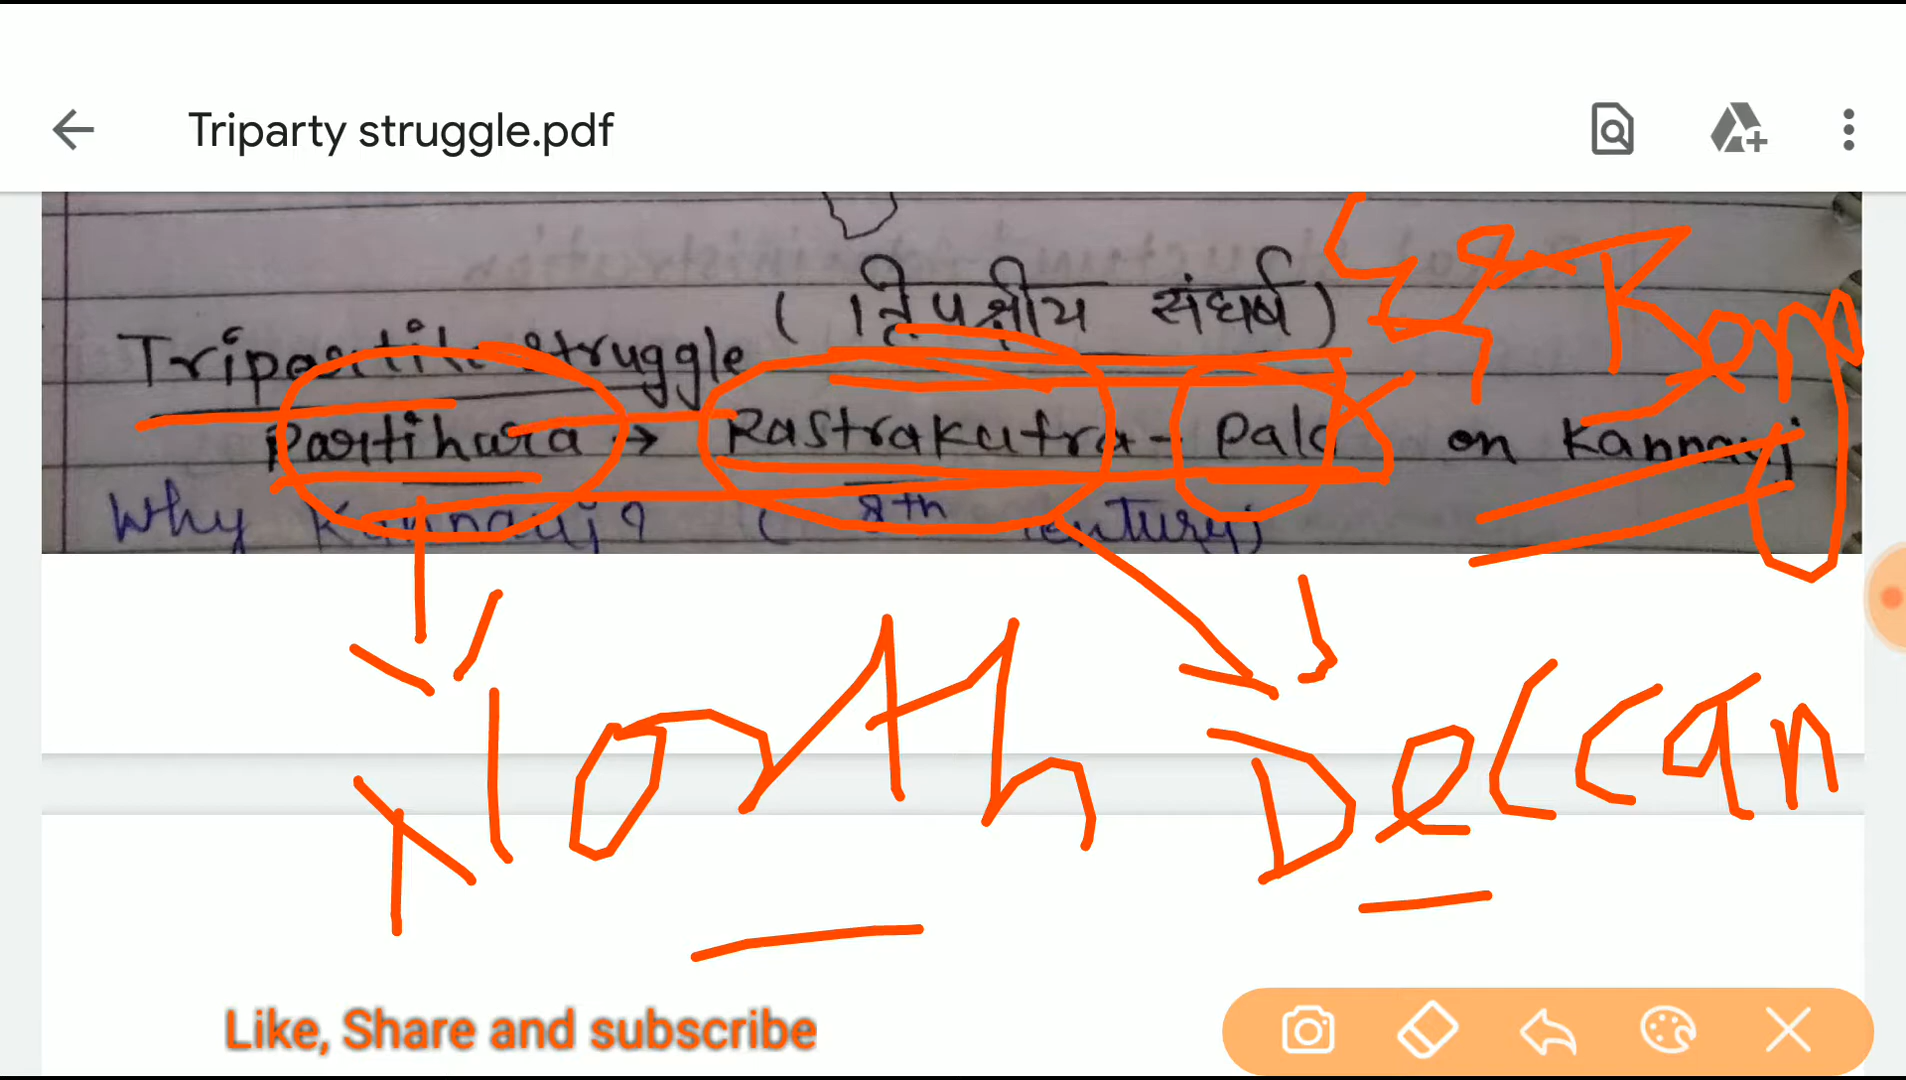 Triparty struggle.pdf
(त्रिपक्षीय संघर्ष)
Tripartite struggle
Partihara → Rastrakutra - Pala on Kannauj
Why Kannauj? (8th century)
North Deccan
Like, Share and subscribe